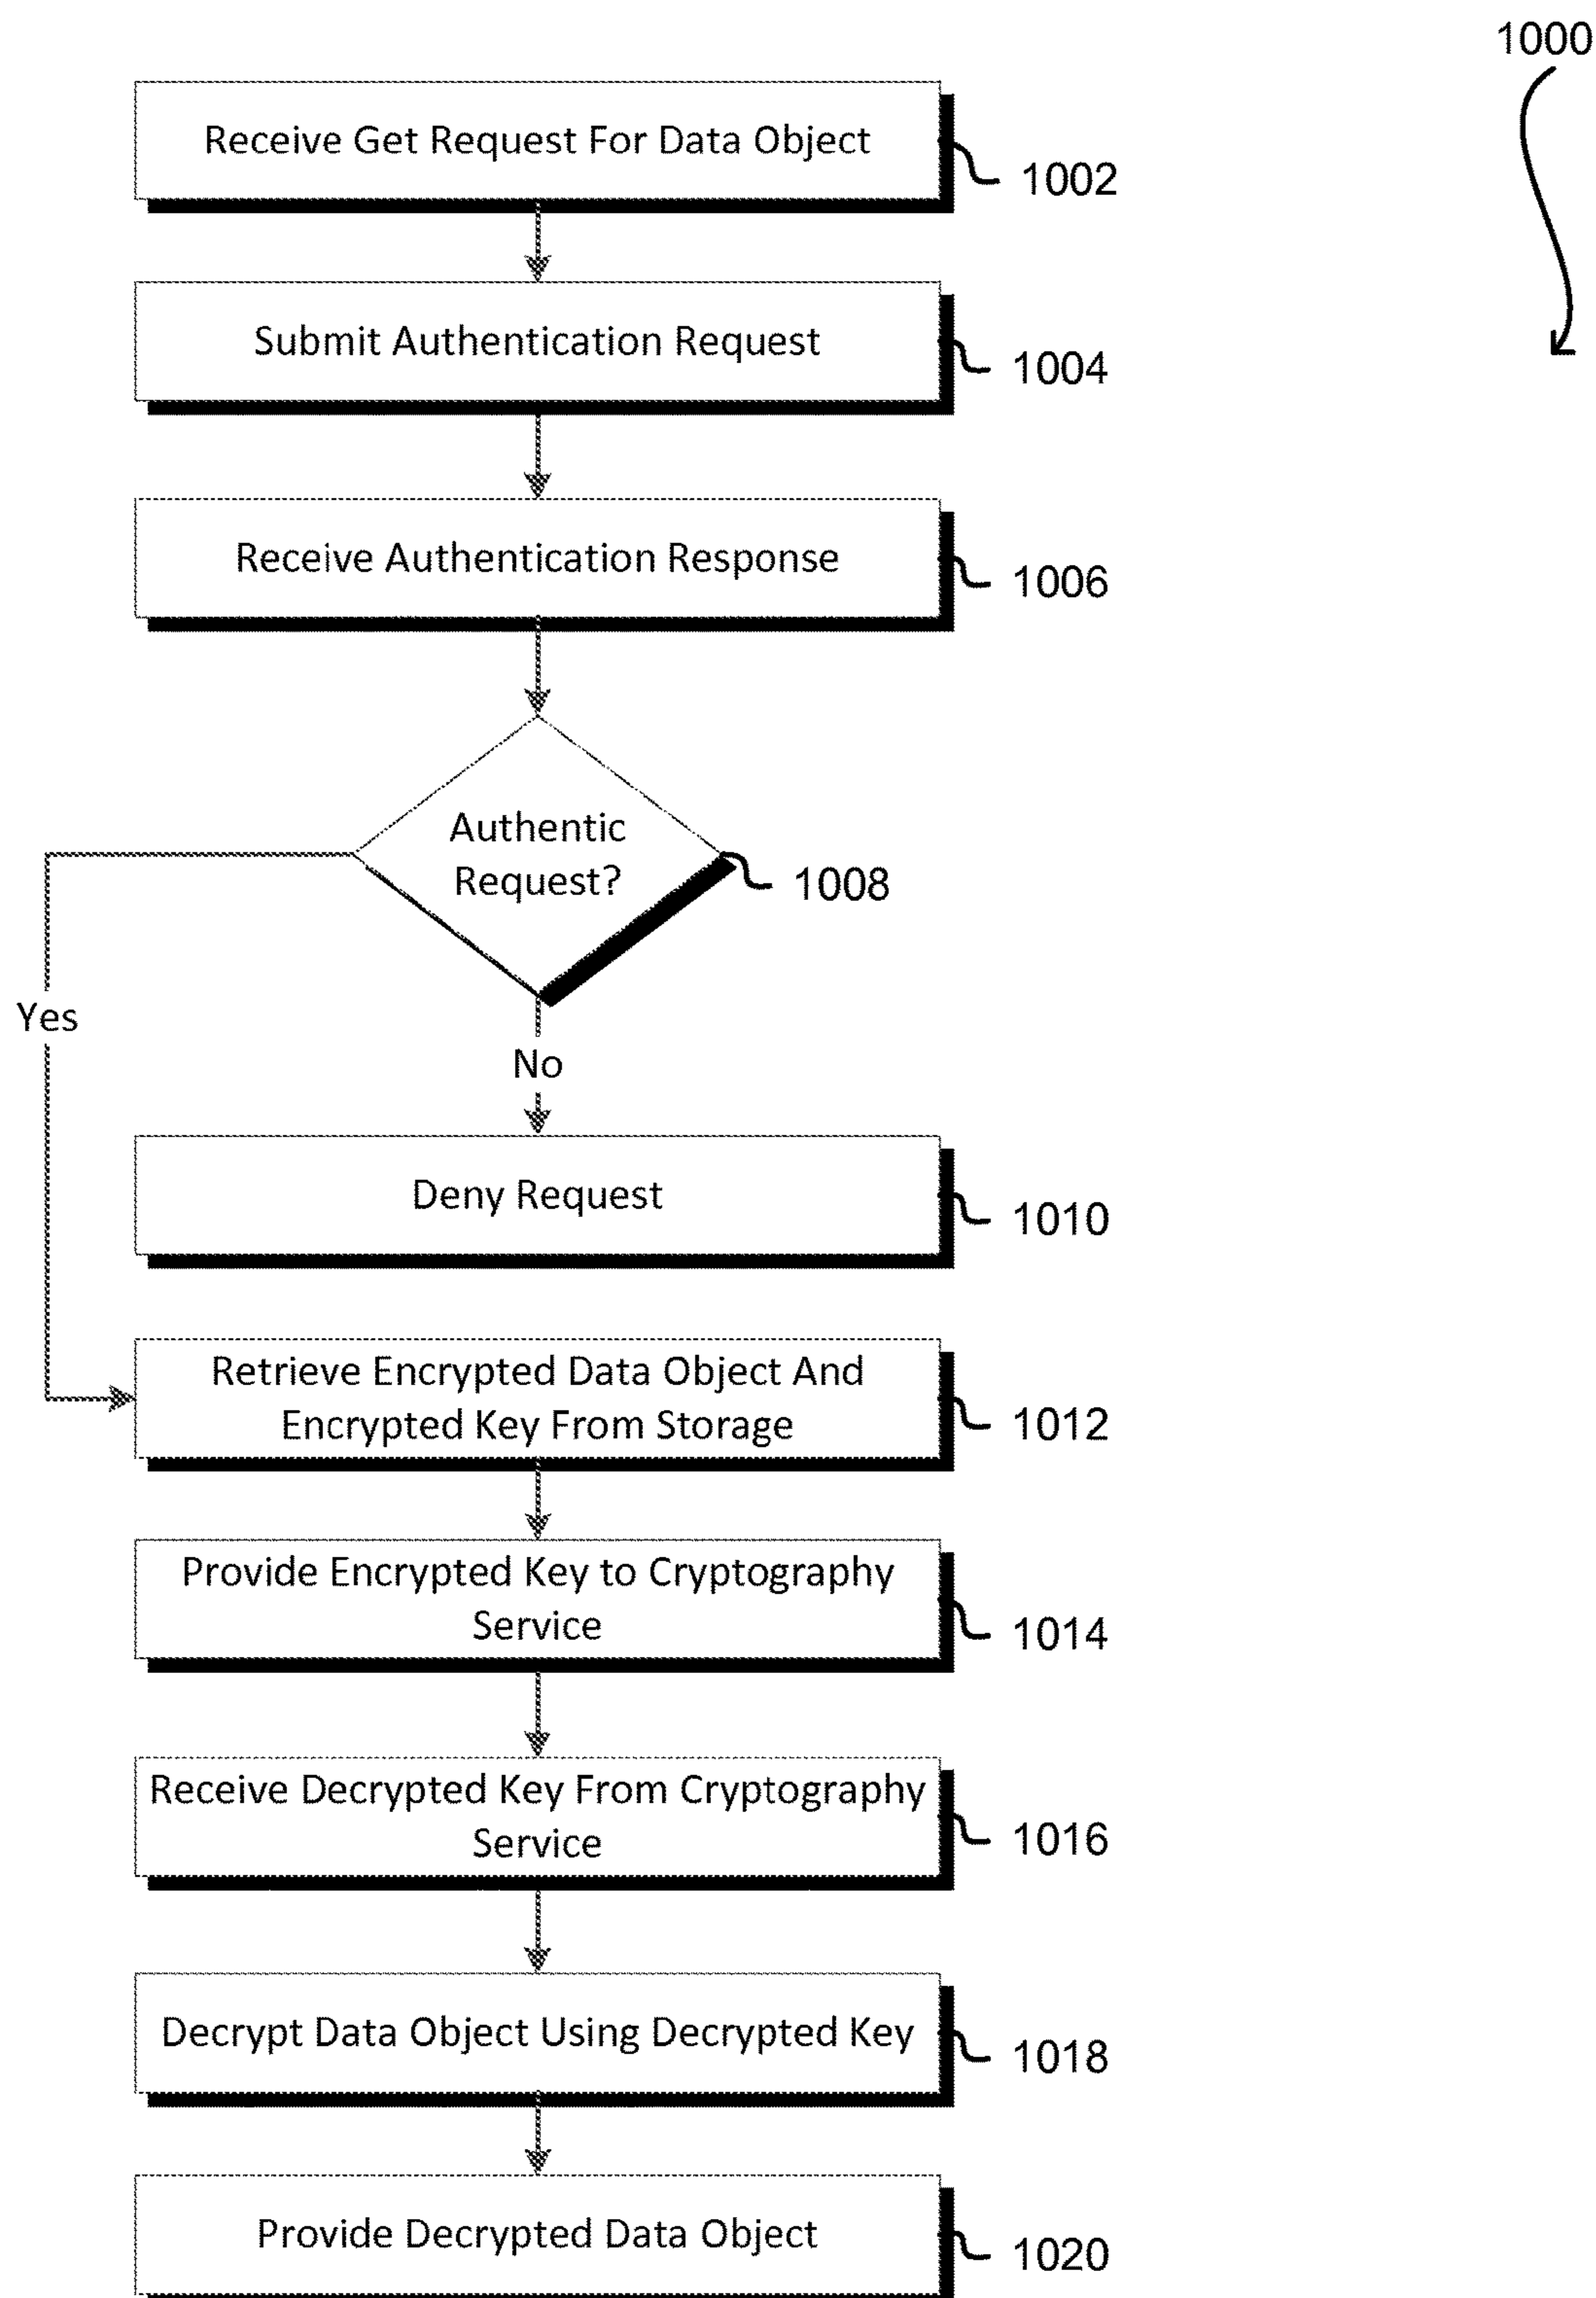 1000
Receive Get Request For Data Object
1002
Submit Authentication Request
1004
Receive Authentication Response
1006
Authentic
Request?
1008
Yes
No
Deny Request
1010
Retrieve Encrypted Data Object And
Encrypted Key From Storage
1012
Provide Encrypted Key to Cryptography
Service
1014
Receive Decrypted Key From Cryptography
Service
1016
Decrypt Data Object Using Decrypted Key
1018
Provide Decrypted Data Object
1020